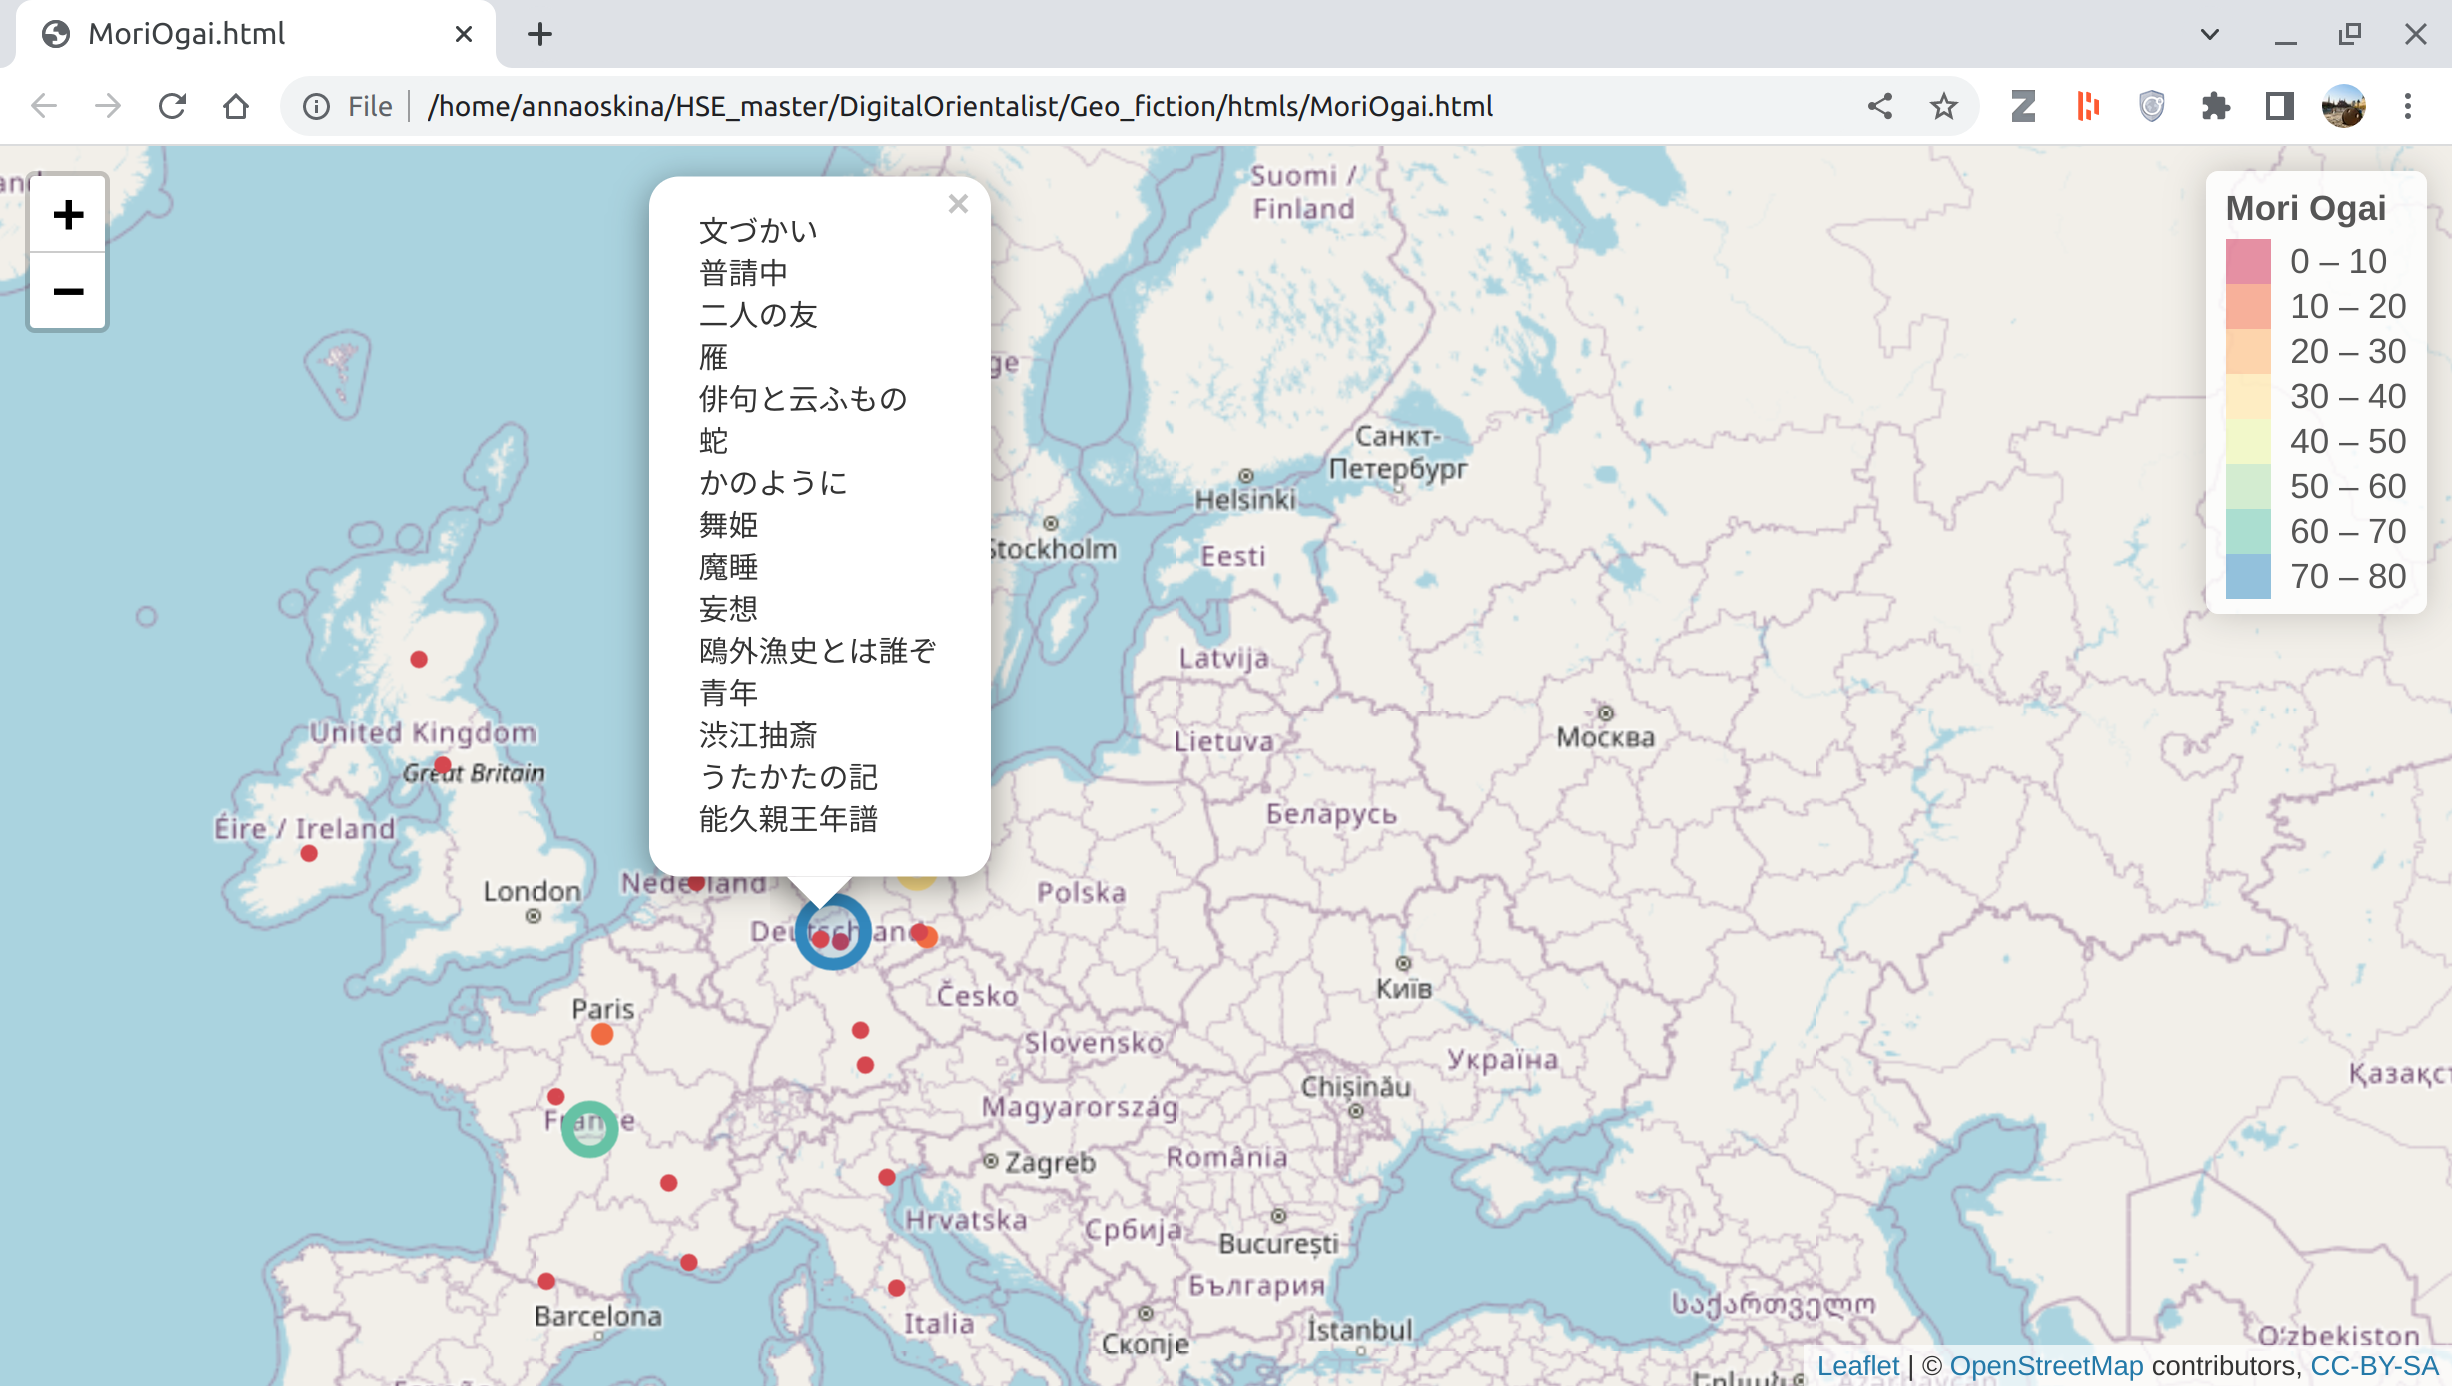 MoriOgai.html
File
/home/annaoskina/HSE_master/DigitalOrientalist/Geo_fiction/htmls/MoriOgai.html
+
−
文づかい
普請中
二人の友
雁
俳句と云ふもの
蛇
かのように
舞姫
魔睡
妄想
鴎外漁史とは誰ぞ
青年
渋江抽斎
うたかたの記
能久親王年譜
Mori Ogai
0 – 10
10 – 20
20 – 30
30 – 40
40 – 50
50 – 60
60 – 70
70 – 80
Suomi /
Finland
Санкт-
Петербург
Helsinki
Stockholm
Eesti
Latvija
Lietuva
Москва
Беларусь
United Kingdom
Great Britain
Éire / Ireland
London
Nederland
Deutschland
Polska
Česko
Київ
Paris
Slovensko
Україна
Chișinău
Magyarország
France
Zagreb
România
Hrvatska
Србија
București
България
Barcelona
Italia
Скопје
İstanbul
საქართველო
Oʻzbekiston
Leaflet | © OpenStreetMap contributors, CC-BY-SA